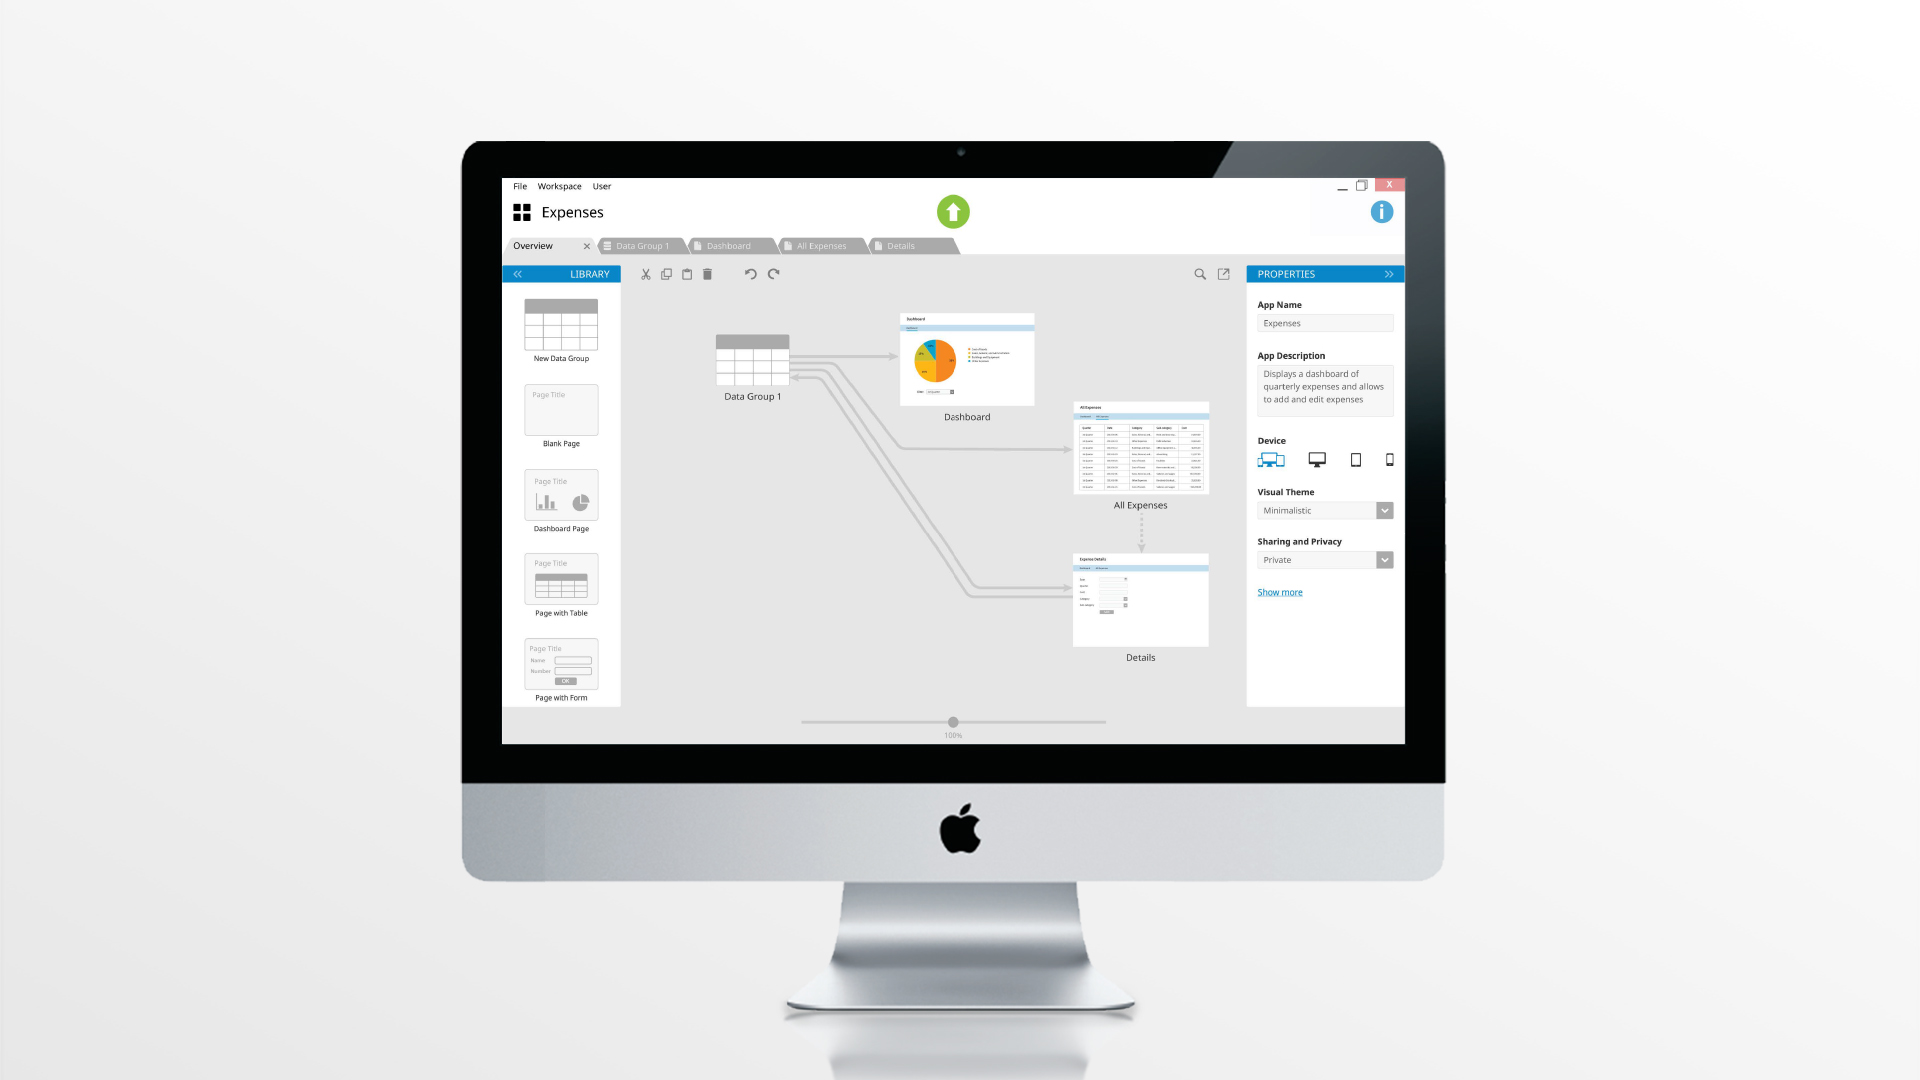 File Workspace User
X
Expenses
i
Overview
Data Group 1
Dashboard
All Expenses
Details
LIBRARY
PROPERTIES
New Data Group
Page Title
Blank Page
Page Title
Dashboard Page
Page Title
Page with Table
Page Title
Name
Number
OK
Page with Form
Data Group 1
Dashboard
Dashboard
All Expenses
All Expenses
Expense Details
Details
100%
App Name
Expenses
App Description
Displays a dashboard of
quarterly expenses and allows
to add and edit expenses
Device
Visual Theme
Minimalistic
Sharing and Privacy
Private
Show more